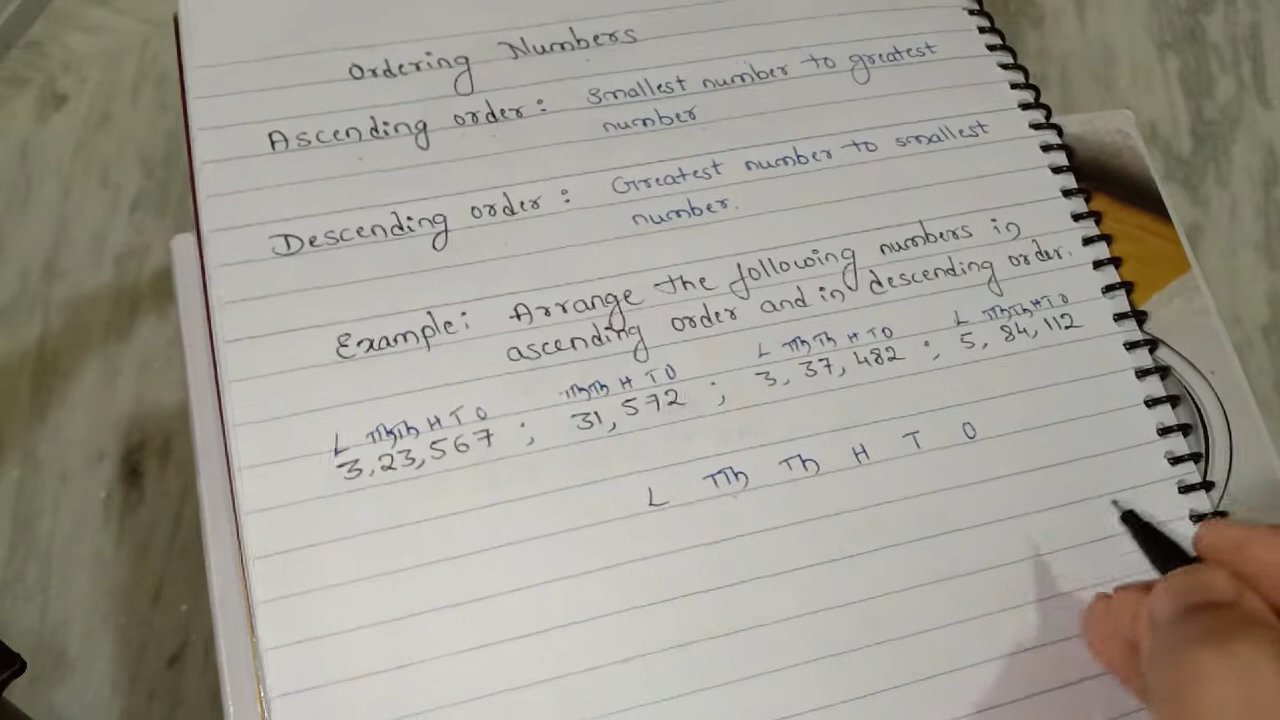 Ordering Numbers
Ascending order: Smallest number to greatest
number
Descending order: Greatest number to smallest
number.
Example: Arrange the following numbers in
ascending order and in descending order.
L TTh Th H T O TTh Th H T O L TTh Th H T O L TTh Th H T O
3,23,567 ; 31,572 ; 3,37,482 ; 5,84,112
L TTh Th H T O